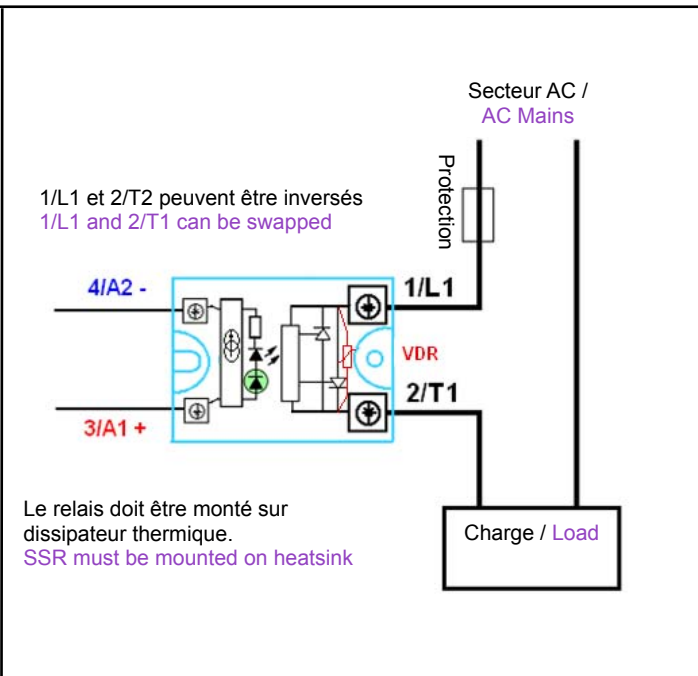 Secteur AC /
AC Mains
Protection
1/L1 et 2/T2 peuvent être inversés
1/L1 and 2/T1 can be swapped
4/A2 -
1/L1
VDR
2/T1
3/A1 +
Le relais doit être monté sur
dissipateur thermique.
SSR must be mounted on heatsink
Charge / Load